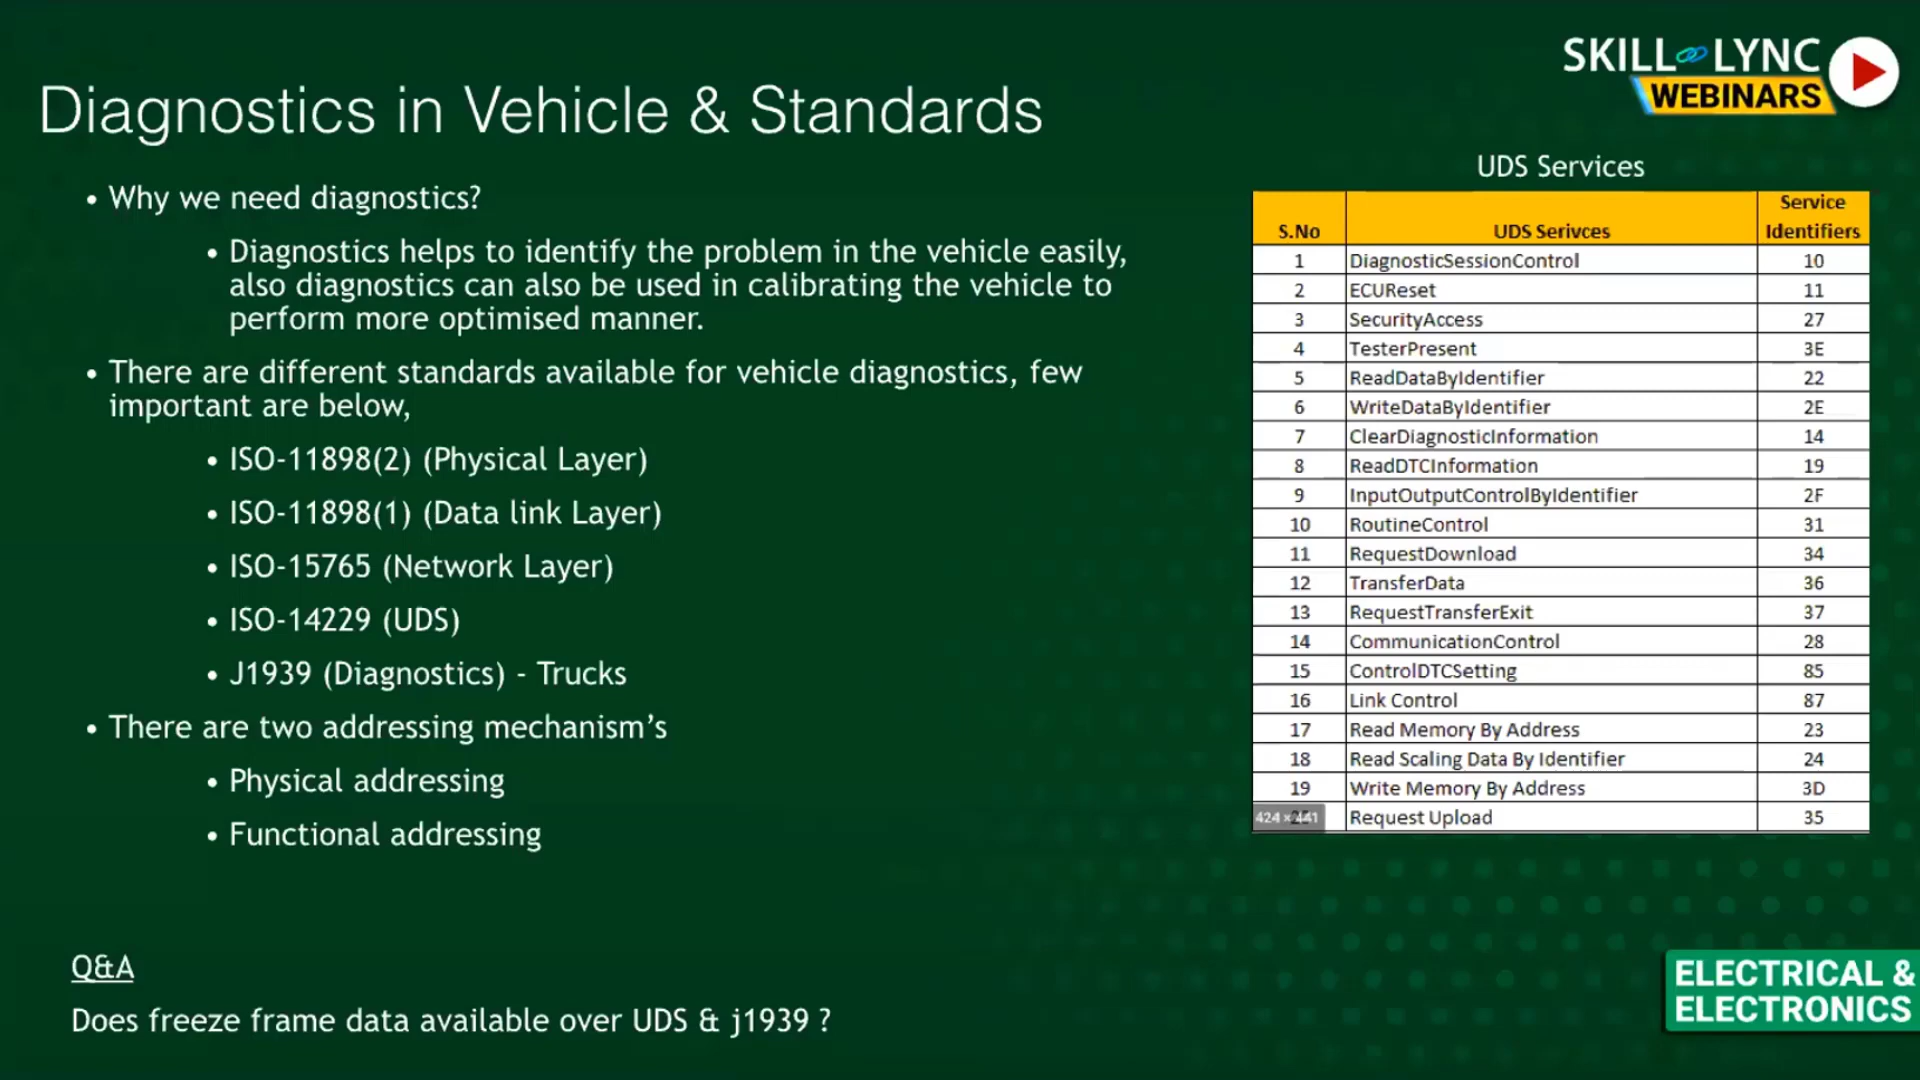 SKILL LYNC
WEBINARS
Diagnostics in Vehicle & Standards
• Why we need diagnostics?
• Diagnostics helps to identify the problem in the vehicle easily,
also diagnostics can also be used in calibrating the vehicle to
perform more optimised manner.
• There are different standards available for vehicle diagnostics, few
important are below,
• ISO-11898(2) (Physical Layer)
• ISO-11898(1) (Data link Layer)
• ISO-15765 (Network Layer)
• ISO-14229 (UDS)
• J1939 (Diagnostics) - Trucks
• There are two addressing mechanism’s
• Physical addressing
• Functional addressing
Q&A
Does freeze frame data available over UDS & j1939 ?
UDS Services
S.No UDS Serivces Service Identifiers
1 DiagnosticSessionControl 10
2 ECUReset 11
3 SecurityAccess 27
4 TesterPresent 3E
5 ReadDataByIdentifier 22
6 WriteDataByIdentifier 2E
7 ClearDiagnosticInformation 14
8 ReadDTCInformation 19
9 InputOutputControlByIdentifier 2F
10 RoutineControl 31
11 RequestDownload 34
12 TransferData 36
13 RequestTransferExit 37
14 CommunicationControl 28
15 ControlDTCSetting 85
16 Link Control 87
17 Read Memory By Address 23
18 Read Scaling Data By Identifier 24
19 Write Memory By Address 3D
424 × 441 Request Upload 35
ELECTRICAL &
ELECTRONICS